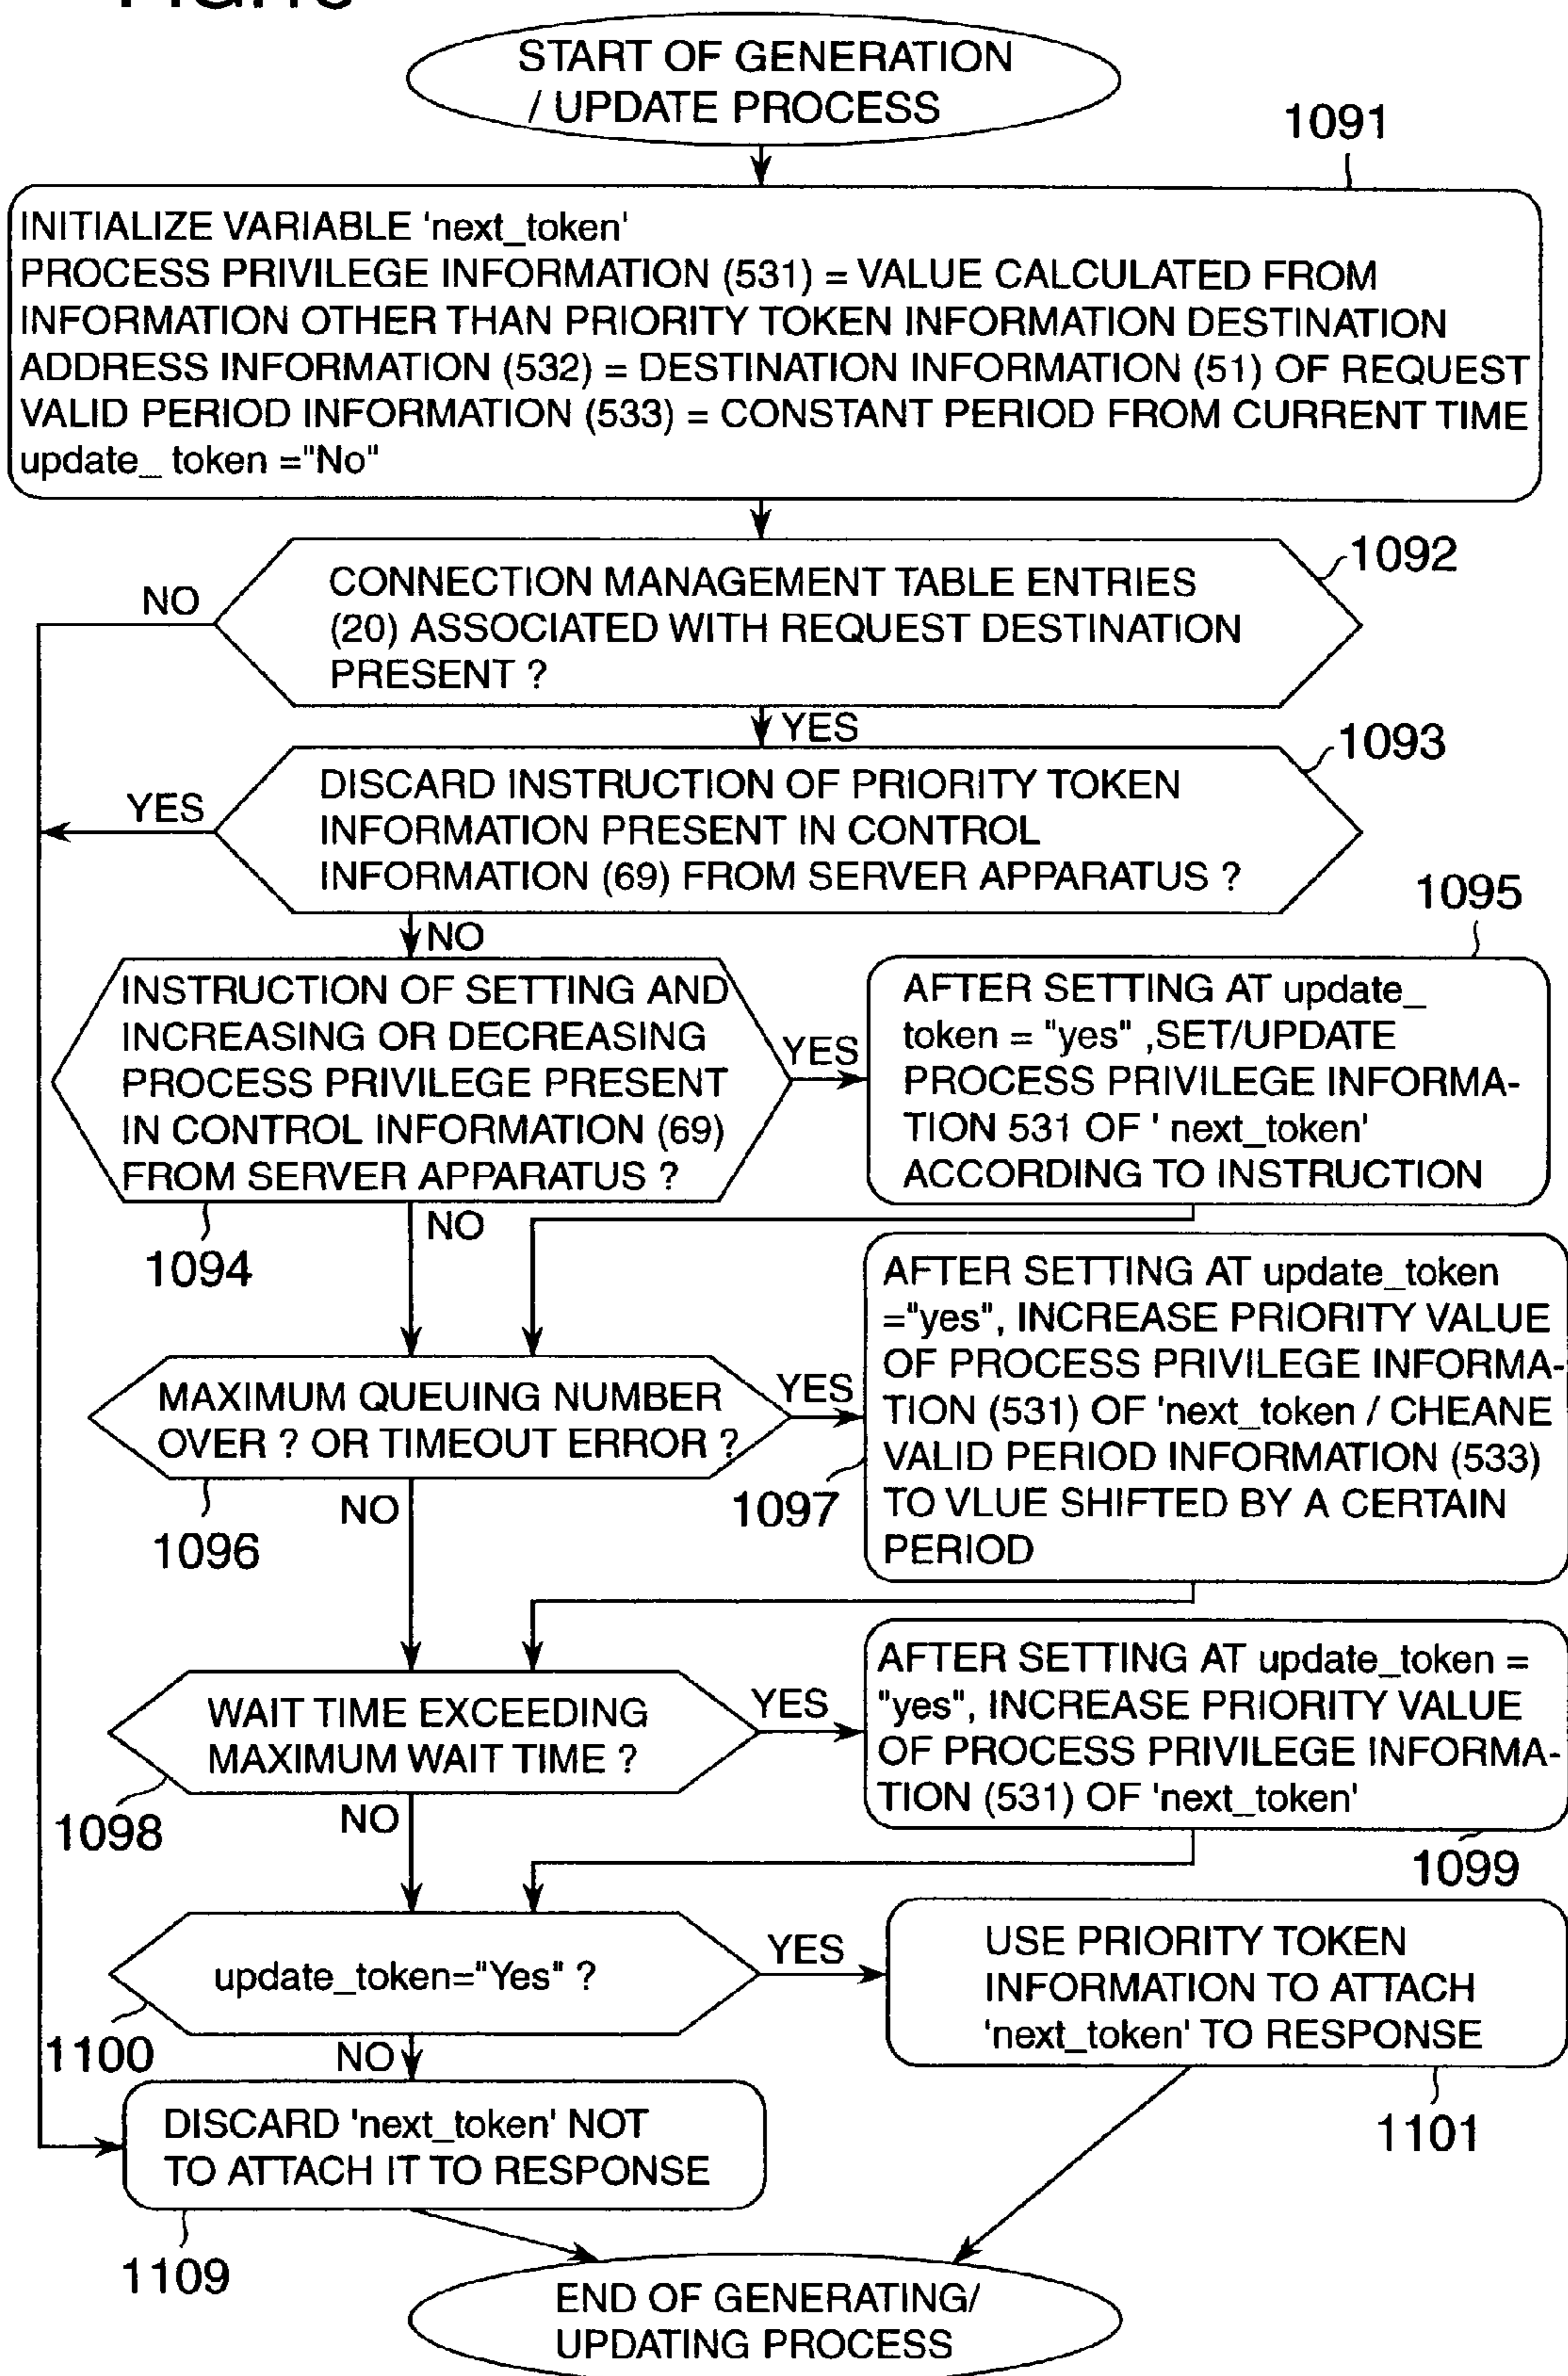 START OF GENERATION
/ UPDATE PROCESS
1091
INITIALIZE VARIABLE 'next_token'
PROCESS PRIVILEGE INFORMATION (531) = VALUE CALCULATED FROM
INFORMATION OTHER THAN PRIORITY TOKEN INFORMATION DESTINATION
ADDRESS INFORMATION (532) = DESTINATION INFORMATION (51) OF REQUEST
VALID PERIOD INFORMATION (533) = CONSTANT PERIOD FROM CURRENT TIME
update_ token ="No"
1092
NO
CONNECTION MANAGEMENT TABLE ENTRIES
(20) ASSOCIATED WITH REQUEST DESTINATION
PRESENT ?
YES
1093
YES
DISCARD INSTRUCTION OF PRIORITY TOKEN
INFORMATION PRESENT IN CONTROL
INFORMATION (69) FROM SERVER APPARATUS ?
NO
1095
INSTRUCTION OF SETTING AND
INCREASING OR DECREASING
PROCESS PRIVILEGE PRESENT
IN CONTROL INFORMATION (69)
FROM SERVER APPARATUS ?
YES
AFTER SETTING AT update_
token = "yes" ,SET/UPDATE
PROCESS PRIVILEGE INFORMA-
TION 531 OF ' next_token'
ACCORDING TO INSTRUCTION
1094
NO
MAXIMUM QUEUING NUMBER
OVER ? OR TIMEOUT ERROR ?
YES
AFTER SETTING AT update_token
="yes", INCREASE PRIORITY VALUE
OF PROCESS PRIVILEGE INFORMA-
TION (531) OF 'next_token / CHEANE
VALID PERIOD INFORMATION (533)
TO VLUE SHIFTED BY A CERTAIN
PERIOD
1096
NO
1097
WAIT TIME EXCEEDING
MAXIMUM WAIT TIME ?
YES
AFTER SETTING AT update_token =
"yes", INCREASE PRIORITY VALUE
OF PROCESS PRIVILEGE INFORMA-
TION (531) OF 'next_token'
1098
NO
1099
update_token="Yes" ?
YES
USE PRIORITY TOKEN
INFORMATION TO ATTACH
'next_token' TO RESPONSE
1100
NO
1101
DISCARD 'next_token' NOT
TO ATTACH IT TO RESPONSE
1109
END OF GENERATING/
UPDATING PROCESS